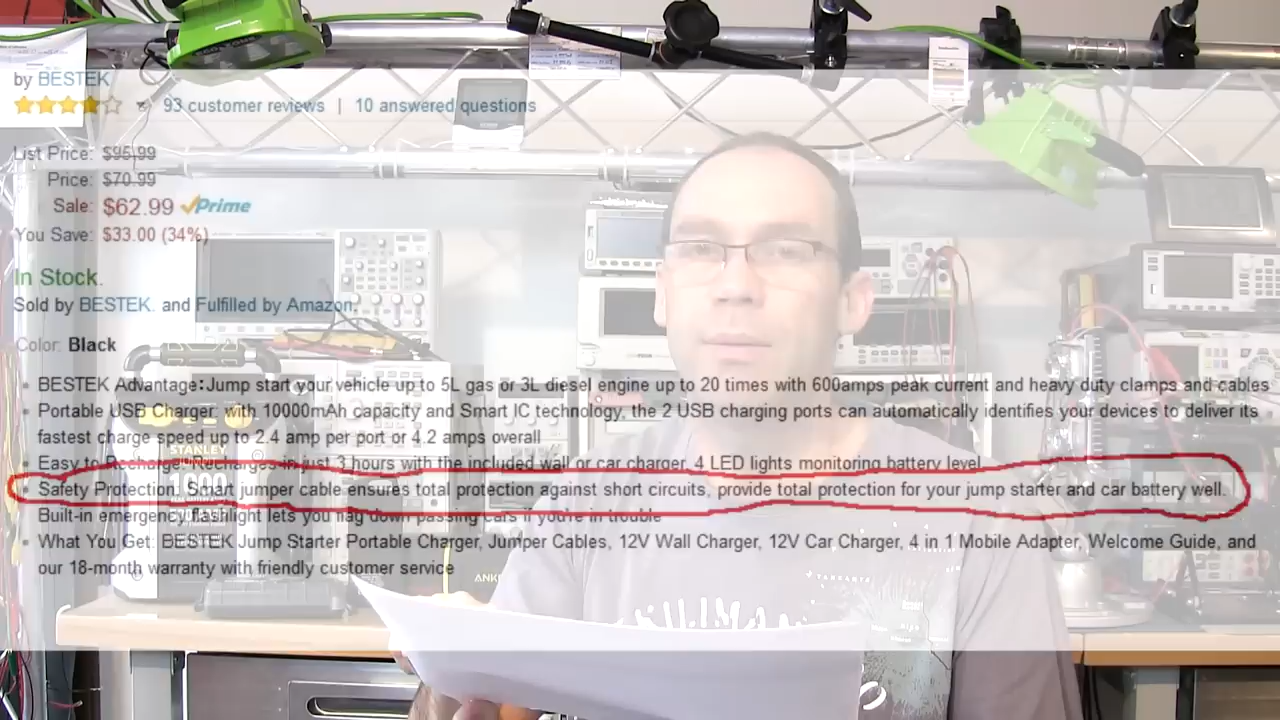 by BESTEK
93 customer reviews | 10 answered questions
List Price: $95.99
Price: $70.99
Sale: $62.99 Prime
You Save: $33.00 (34%)
In Stock.
Sold by BESTEK. and Fulfilled by Amazon.
Color: Black
BESTEK Advantage:Jump start your vehicle up to 5L gas or 3L diesel engine up to 20 times with 600amps peak current and heavy duty clamps and cables
Portable USB Charger: with 10000mAh capacity and Smart IC technology, the 2 USB charging ports can automatically identifies your devices to deliver its
fastest charge speed up to 2.4 amp per port or 4.2 amps overall
Easy to Recharge: Recharges in just 3 hours with the included wall or car charger, 4 LED lights monitoring battery level
Safety Protection: Smart jumper cable ensures total protection against short circuits, provide total protection for your jump starter and car battery well.
Built-in emergency flashlight lets you flag down passing cars if you're in trouble
What You Get: BESTEK Jump Starter Portable Charger, Jumper Cables, 12V Wall Charger, 12V Car Charger, 4 in 1 Mobile Adapter, Welcome Guide, and
our 18-month warranty with friendly customer service
STANLEY
1000